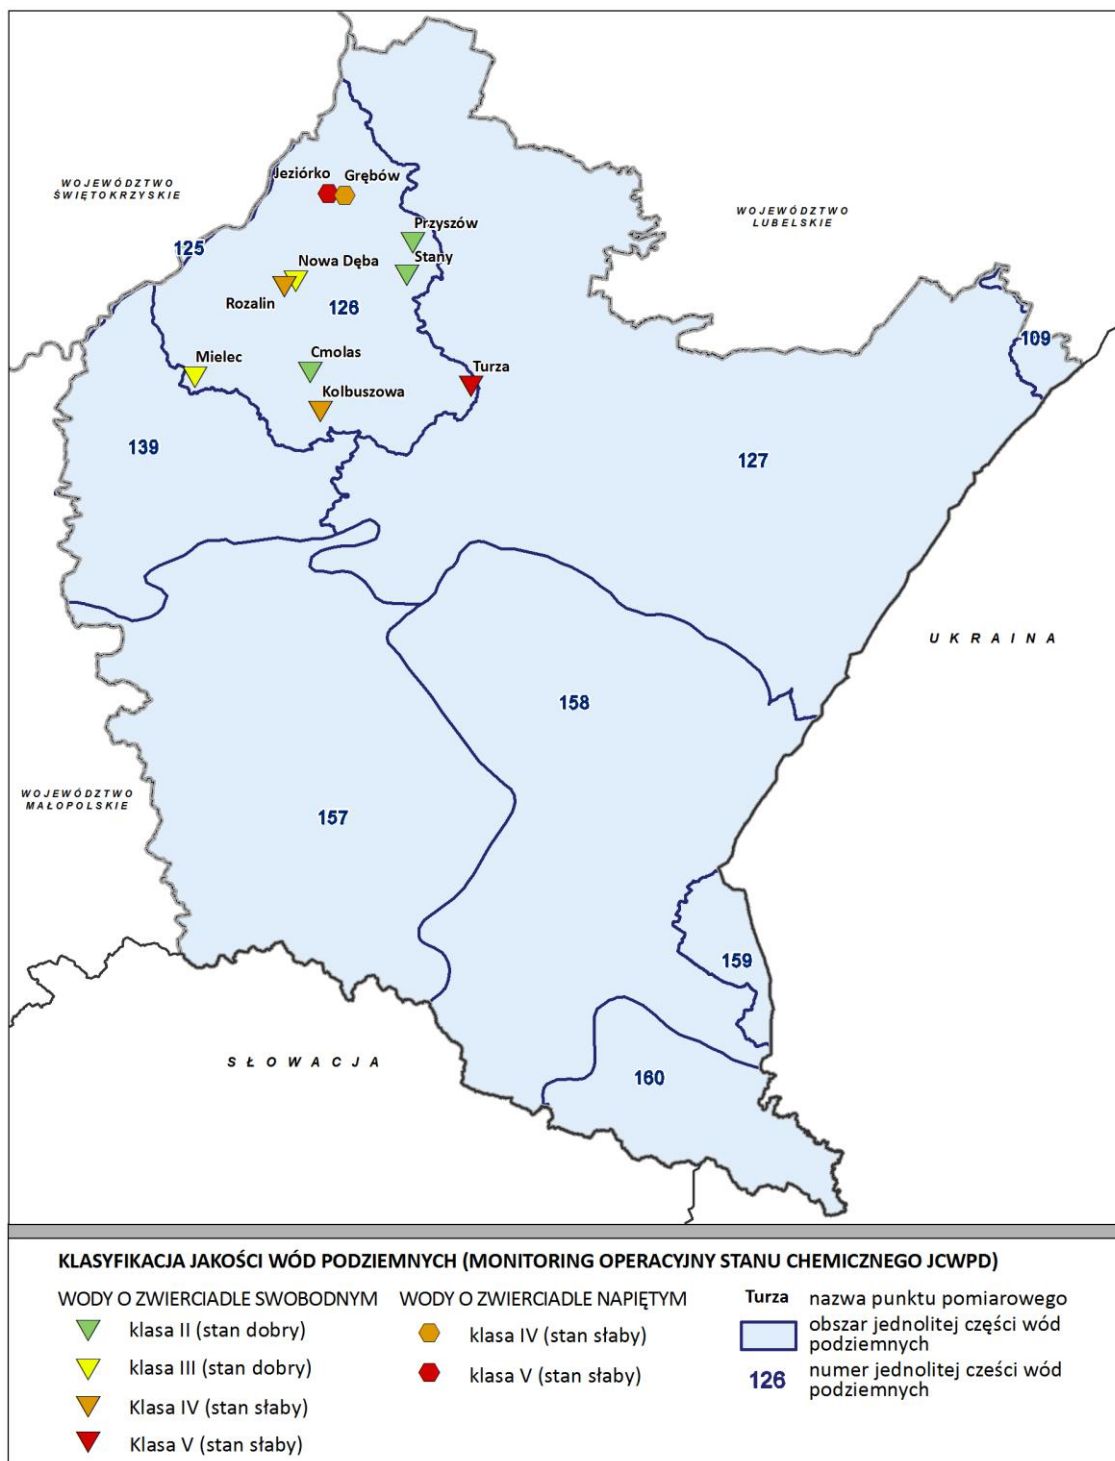 WOJEWÓDZTWO
ŚWIĘTOKRZYSKIE
Jeziórko
Grębów
WOJEWÓDZTWO
LUBELSKIE
Przyszów
125
Stany
Nowa Dęba
Rozalin
126
109
Mielec
Cmolas
Turza
Kolbuszowa
139
127
UKRAINA
158
WOJEWÓDZTWO
MAŁOPOLSKIE
157
159
SŁOWACJA
160
KLASYFIKACJA JAKOŚCI WÓD PODZIEMNYCH (MONITORING OPERACYJNY STANU CHEMICZNEGO JCWPD)
WODY O ZWIERCIADLE SWOBODNYM
klasa II (stan dobry)
klasa III (stan dobry)
Klasa IV (stan słaby)
Klasa V (stan słaby)
WODY O ZWIERCIADLE NAPIĘTYM
klasa IV (stan słaby)
klasa V (stan słaby)
Turza nazwa punktu pomiarowego
obszar jednolitej części wód
podziemnych
126 numer jednolitej cześci wód
podziemnych